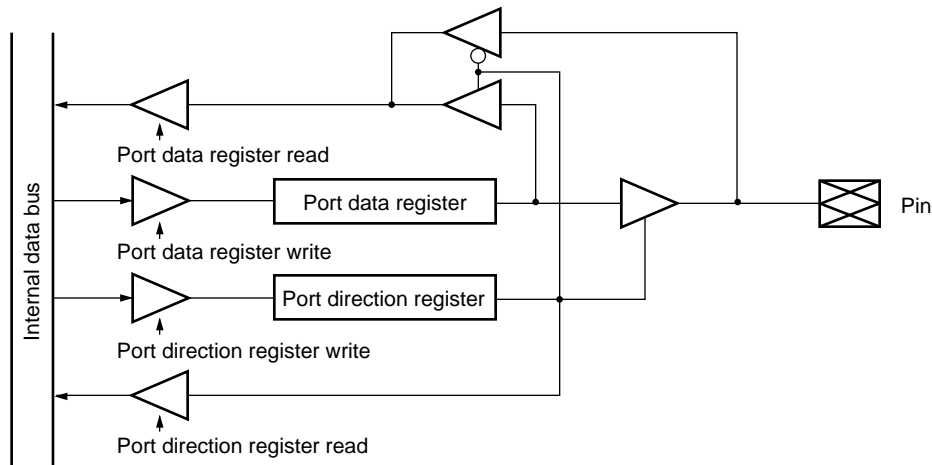 Internal data bus
Port data register read
Port data register
Pin
Port data register write
Port direction register
Port direction register write
Port direction register read